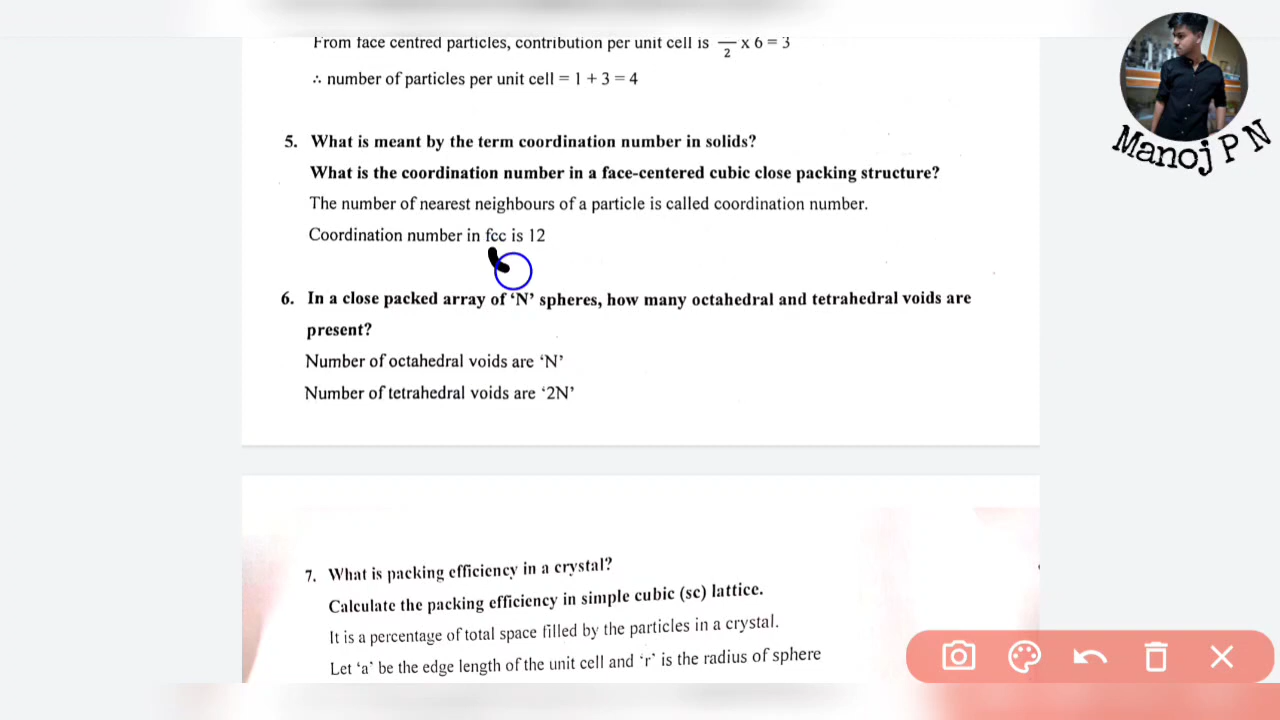 From face centred particles, contribution per unit cell is — x 6 = 3
2
∴ number of particles per unit cell = 1 + 3 = 4
5. What is meant by the term coordination number in solids?
What is the coordination number in a face-centered cubic close packing structure?
The number of nearest neighbours of a particle is called coordination number.
Coordination number in fcc is 12
6. In a close packed array of ‘N’ spheres, how many octahedral and tetrahedral voids are
present?
Number of octahedral voids are ‘N’
Number of tetrahedral voids are ‘2N’
7. What is packing efficiency in a crystal?
Calculate the packing efficiency in simple cubic (sc) lattice.
It is a percentage of total space filled by the particles in a crystal.
Let ‘a’ be the edge length of the unit cell and ‘r’ is the radius of sphere
Manoj P N